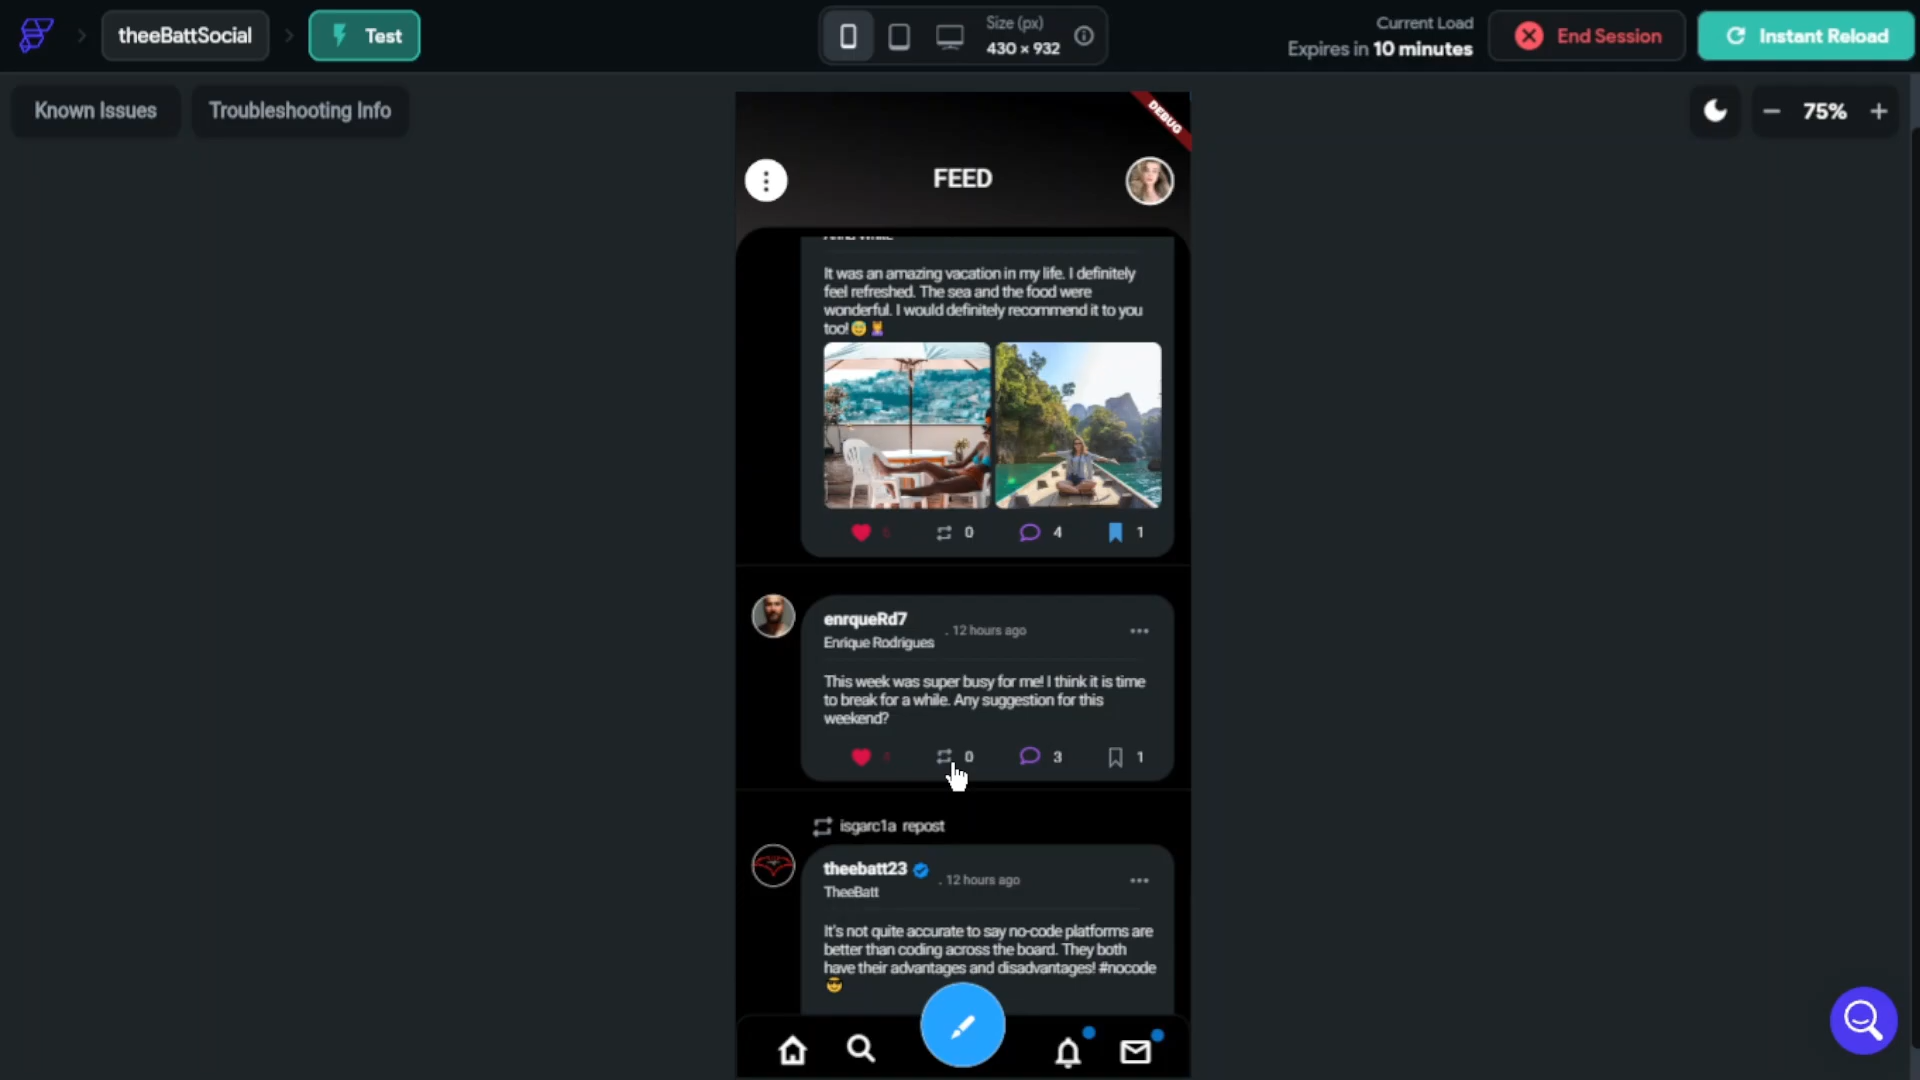 theeBattSocial
Test
Size (px)
430 × 932
Current Load
Expires in 10 minutes
End Session
Instant Reload
Known Issues
Troubleshooting Info
75%
DEBUG
FEED
It was an amazing vacation in my life. I definitely
feel refreshed. The sea and the food were
wonderful. I would definitely recommend it to you
too!😇💆
0
4
1
enrqueRd7
. 12 hours ago
Enrique Rodrigues
This week was super busy for me! I think it is time
to break for a while. Any suggestion for this
weekend?
0
3
1
isgarc1a repost
theebatt23
. 12 hours ago
TheeBatt
It's not quite accurate to say no-code platforms are
better than coding across the board. They both
have their advantages and disadvantages! #nocode
😎